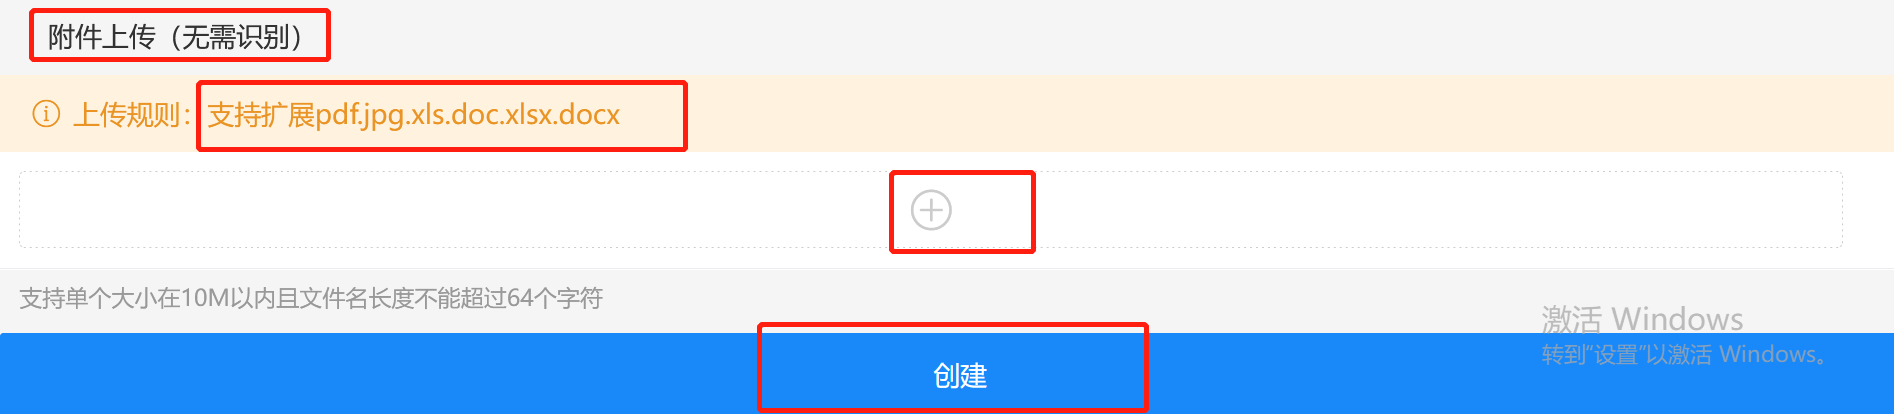 附件上传（无需识别）
上传规则：支持扩展pdf.jpg.xls.doc.xlsx.docx
支持单个大小在10M以内且文件名长度不能超过64个字符
激活 Windows
转到"设置"以激活 Windows。
创建